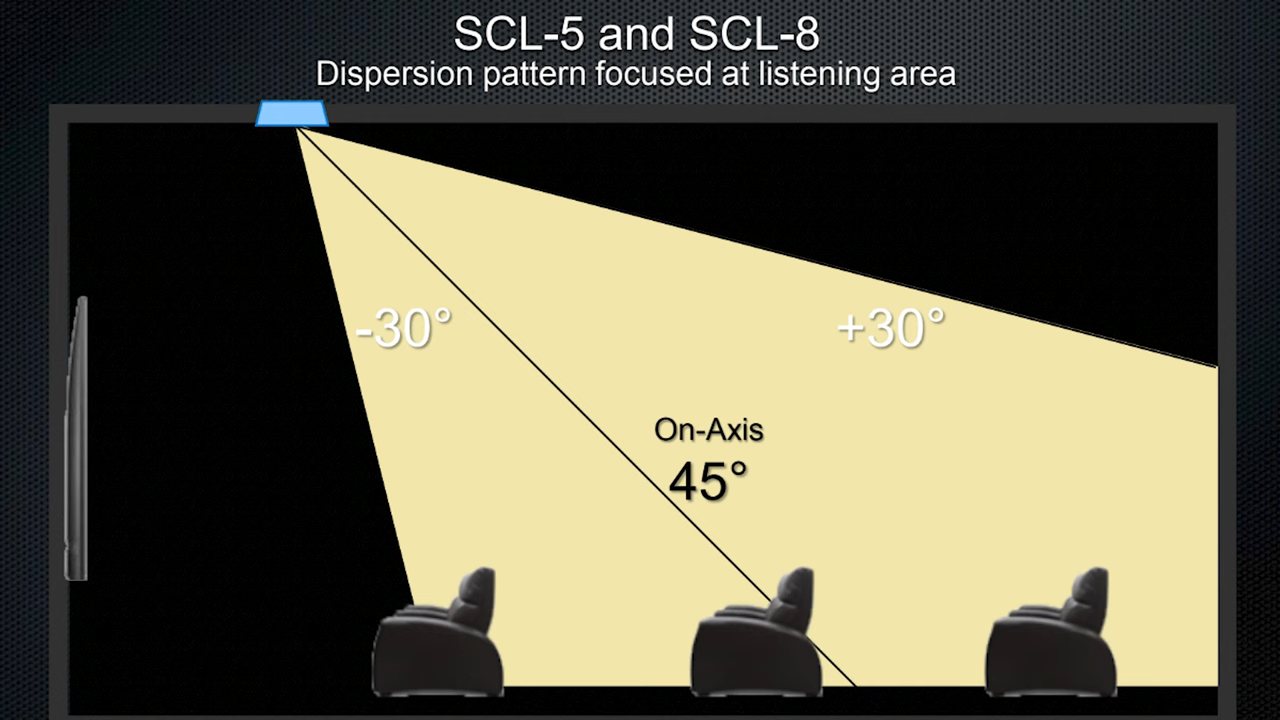 SCL-5 and SCL-8
Dispersion pattern focused at listening area
-30°
+30°
On-Axis
45°